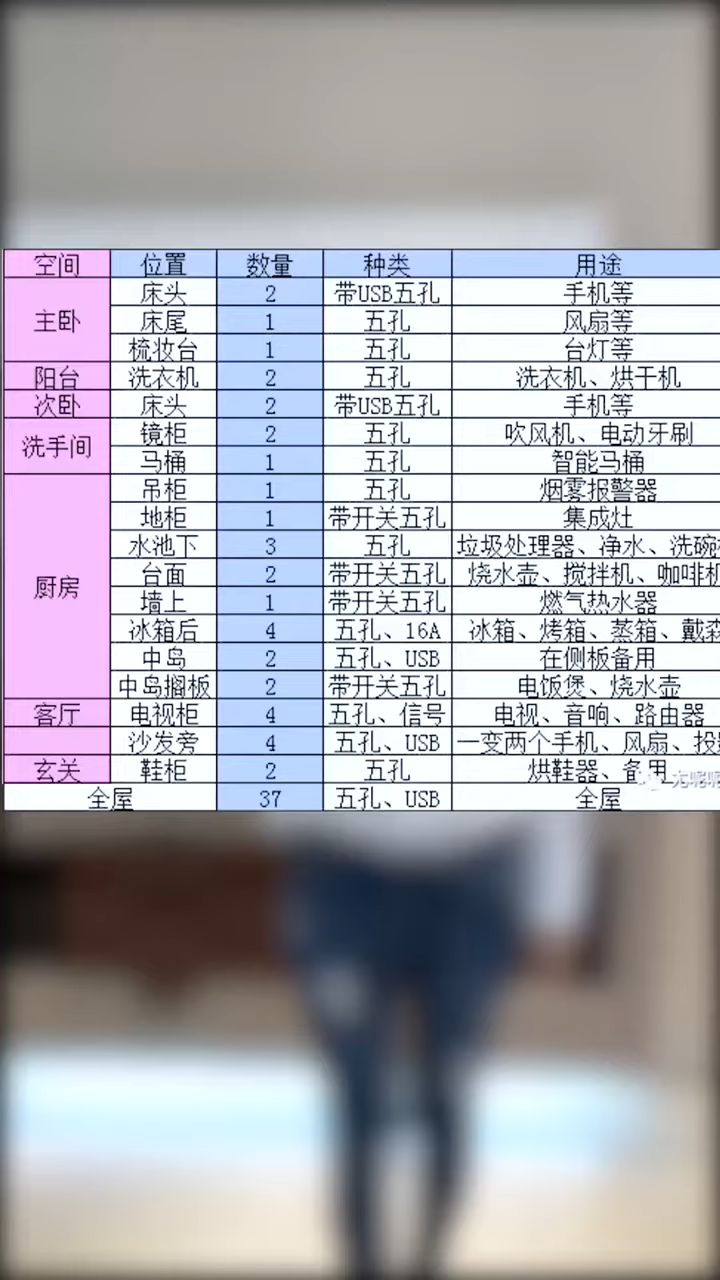 空间 位置 数量 种类 用途
主卧 床头 2 带USB五孔 手机等
床尾 1 五孔 风扇等
梳妆台 1 五孔 台灯等
阳台 洗衣机 2 五孔 洗衣机、烘干机
次卧 床头 2 带USB五孔 手机等
洗手间 镜柜 2 五孔 吹风机、电动牙刷
马桶 1 五孔 智能马桶
厨房 吊柜 1 五孔 烟雾报警器
地柜 1 带开关五孔 集成灶
水池下 3 五孔 垃圾处理器、净水、洗碗
台面 2 带开关五孔 烧水壶、搅拌机、咖啡机
墙上 1 带开关五孔 燃气热水器
冰箱后 4 五孔、16A 冰箱、烤箱、蒸箱、戴森
中岛 2 五孔、USB 在侧板备用
中岛搁板 2 带开关五孔 电饭煲、烧水壶
客厅 电视柜 4 五孔、信号 电视、音响、路由器
沙发旁 4 五孔、USB 一变两个手机、风扇、投
玄关 鞋柜 2 五孔 烘鞋器、备用
全屋 37 五孔、USB 全屋